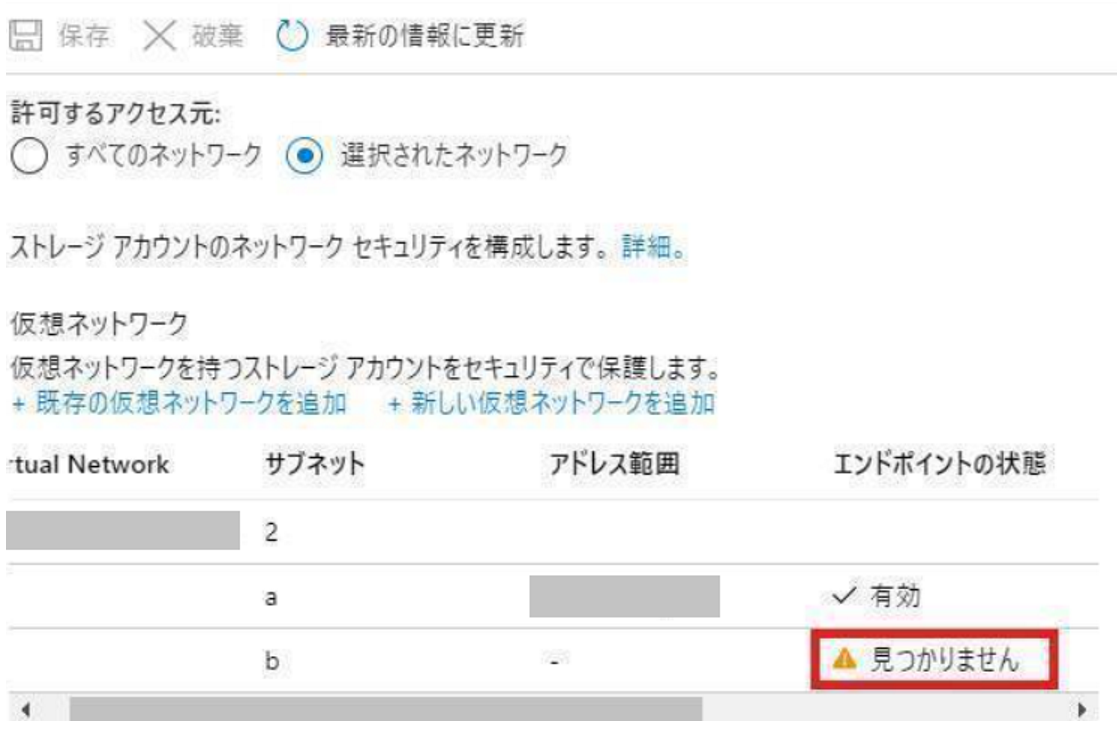 保存 破棄 最新の情報に更新
許可するアクセス元:
すべてのネットワーク 選択されたネットワーク
ストレージ アカウントのネットワーク セキュリティを構成します。詳細。
仮想ネットワーク
仮想ネットワークを持つストレージ アカウントをセキュリティで保護します。
+ 既存の仮想ネットワークを追加 + 新しい仮想ネットワークを追加
rtual Network サブネット アドレス範囲 エンドポイントの状態
2
a 有効
b - 見つかりません